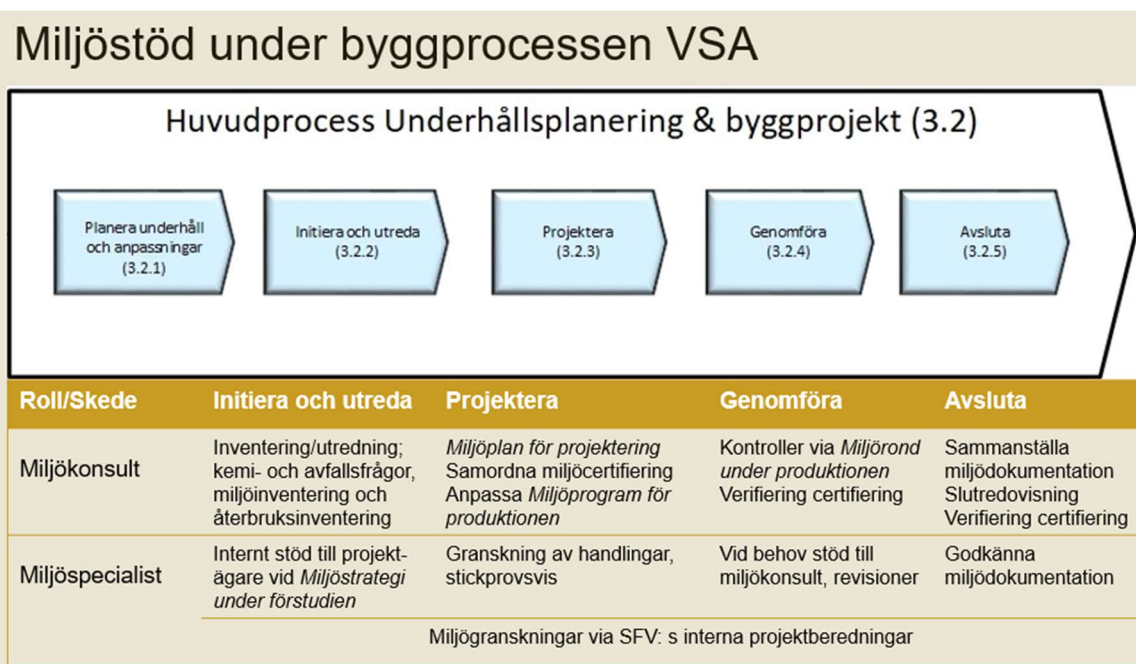 Miljöstöd under byggprocessen VSA
Huvudprocess Underhållsplanering & byggprojekt (3.2)
Planera underhåll
och anpassningar
(3.2.1)
Initiera och utreda
(3.2.2)
Projektera
(3.2.3)
Genomföra
(3.2.4)
Avsluta
(3.2.5)
Roll/Skede
Initiera och utreda
Projektera
Genomföra
Avsluta
Miljökonsult
Inventering/utredning;
kemi- och avfallsfrågor,
miljöinventering och
återbruksinventering
Miljöplan för projektering
Samordna miljöcertifiering
Anpassa Miljöprogram för
produktionen
Kontroller via Miljörond
under produktionen
Verifiering certifiering
Sammanställa
miljödokumentation
Slutredovisning
Verifiering certifiering
Miljöspecialist
Internt stöd till projekt-
ägare vid Miljöstrategi
under förstudien
Granskning av handlingar,
stickprovsvis
Vid behov stöd till
miljökonsult, revisioner
Godkänna
miljödokumentation
Miljögranskningar via SFV: s interna projektberedningar